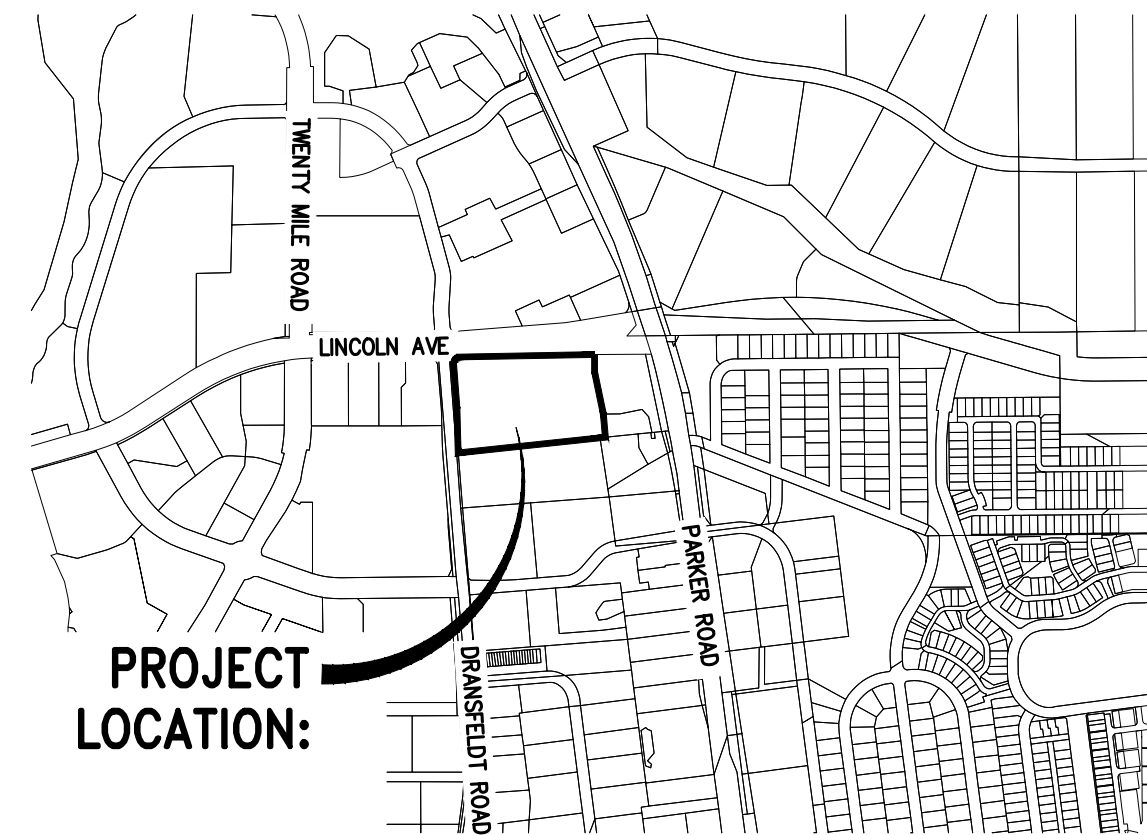 TWENTY MILE ROAD
LINCOLN AVE
PARKER ROAD
PROJECT
LOCATION:
DRANSFELDT ROAD